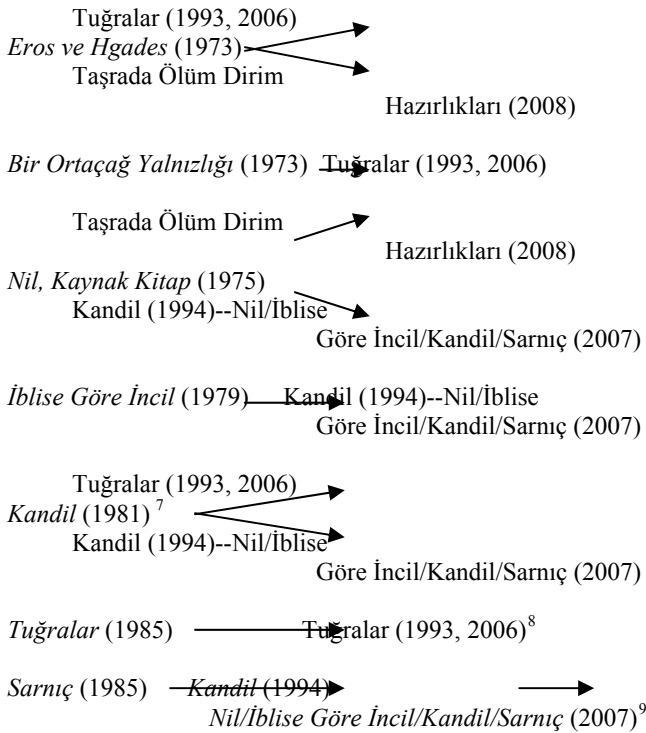 Tuğralar (1993, 2006)
Eros ve Hgades (1973)
Taşrada Ölüm Dirim
Hazırlıkları (2008)
Bir Ortaçağ Yalnızlığı (1973) Tuğralar (1993, 2006)
Taşrada Ölüm Dirim
Hazırlıkları (2008)
Nil, Kaynak Kitap (1975)
Kandil (1994)--Nil/İblise
Göre İncil/Kandil/Sarnıç (2007)
İblise Göre İncil (1979) Kandil (1994)--Nil/İblise
Göre İncil/Kandil/Sarnıç (2007)
Tuğralar (1993, 2006)
Kandil (1981) 7
Kandil (1994)--Nil/İblise
Göre İncil/Kandil/Sarnıç (2007)
Tuğralar (1985) Tuğralar (1993, 2006)8
Sarnıç (1985) Kandil (1994)
Nil/İblise Göre İncil/Kandil/Sarnıç (2007)9